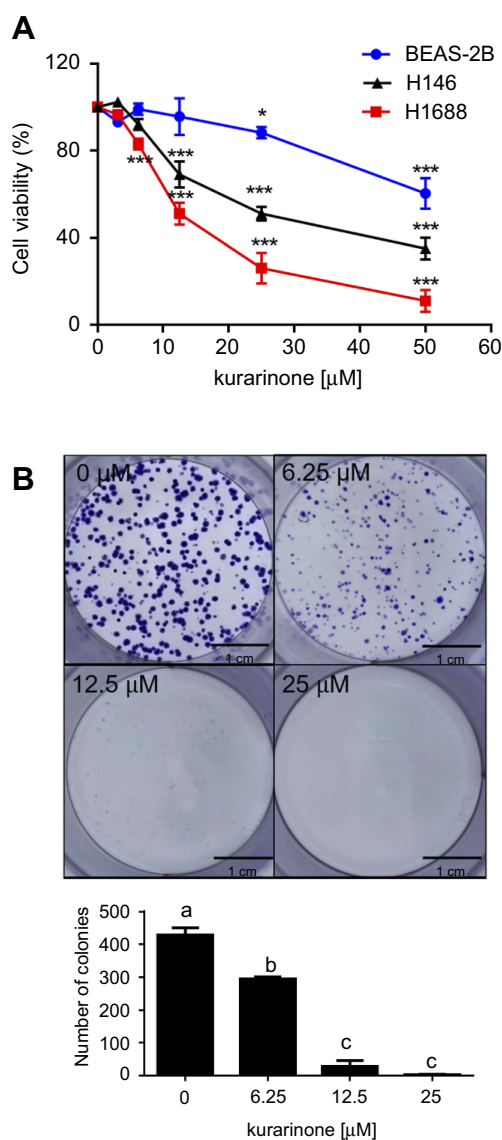 A
BEAS-2B
H146
H1688
120
80
40
0
Cell viability (%)
*
***
***
***
***
***
***
***
***
0 10 20 30 40 50 60
kurarinone [μM]
B
0 μM
6.25 μM
1 cm
1 cm
12.5 μM
25 μM
1 cm
1 cm
500
400
300
200
100
0
Number of colonies
a
b
c
c
0 6.25 12.5 25
kurarinone [μM]